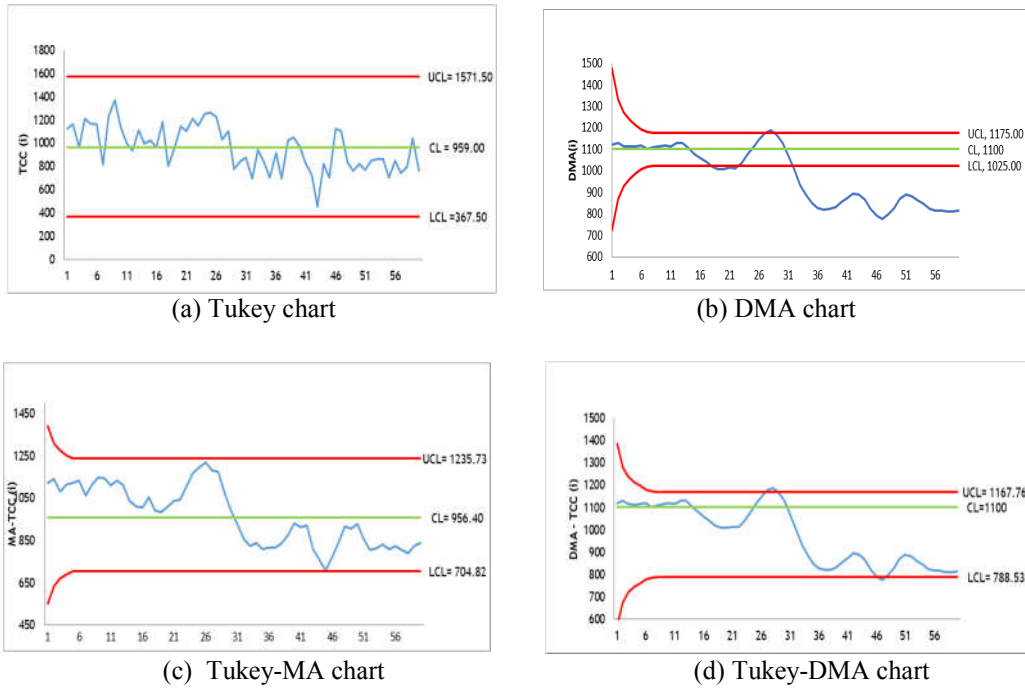 1800
1600
1400
1200
1000
800
600
400
200
0
TCC (i)
UCL= 1571.50
CL = 959.00
LCL =367.50
1 6 11 16 21 26 31 36 41 46 51 56
(a) Tukey chart
1500
1400
1300
1200
1100
1000
900
800
700
600
DMA(i)
UCL, 1175.00
CL, 1100
LCL, 1025.00
1 6 11 16 21 26 31 36 41 46 51 56
(b) DMA chart
1450
1250
1050
850
650
450
MA-TCC(i)
UCL= 1235.73
CL= 956.40
LCL= 704.82
1 6 11 16 21 26 31 36 41 46 51 56
(c) Tukey-MA chart
1500
1400
1300
1200
1100
1000
900
800
700
600
DMA - TCC (i)
UCL= 1167.76
CL=1100
LCL= 788.53
1 6 11 16 21 26 31 36 41 46 51 56
(d) Tukey-DMA chart